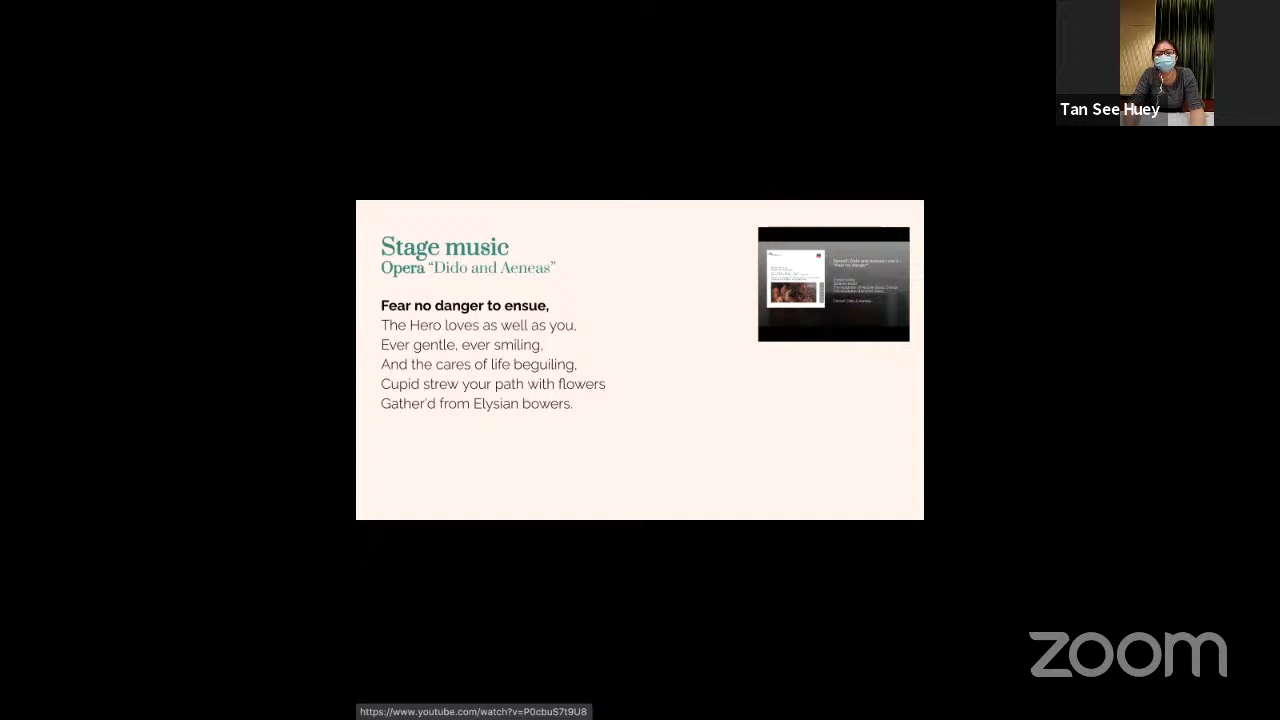 Tan See Huey
Stage music
Opera “Dido and Aeneas”
Fear no danger to ensue,
The Hero loves as well as you,
Ever gentle, ever smiling,
And the cares of life beguiling,
Cupid strew your path with flowers
Gather'd from Elysian bowers.
zoom
https://www.youtube.com/watch?v=P0cbuS7t9U8